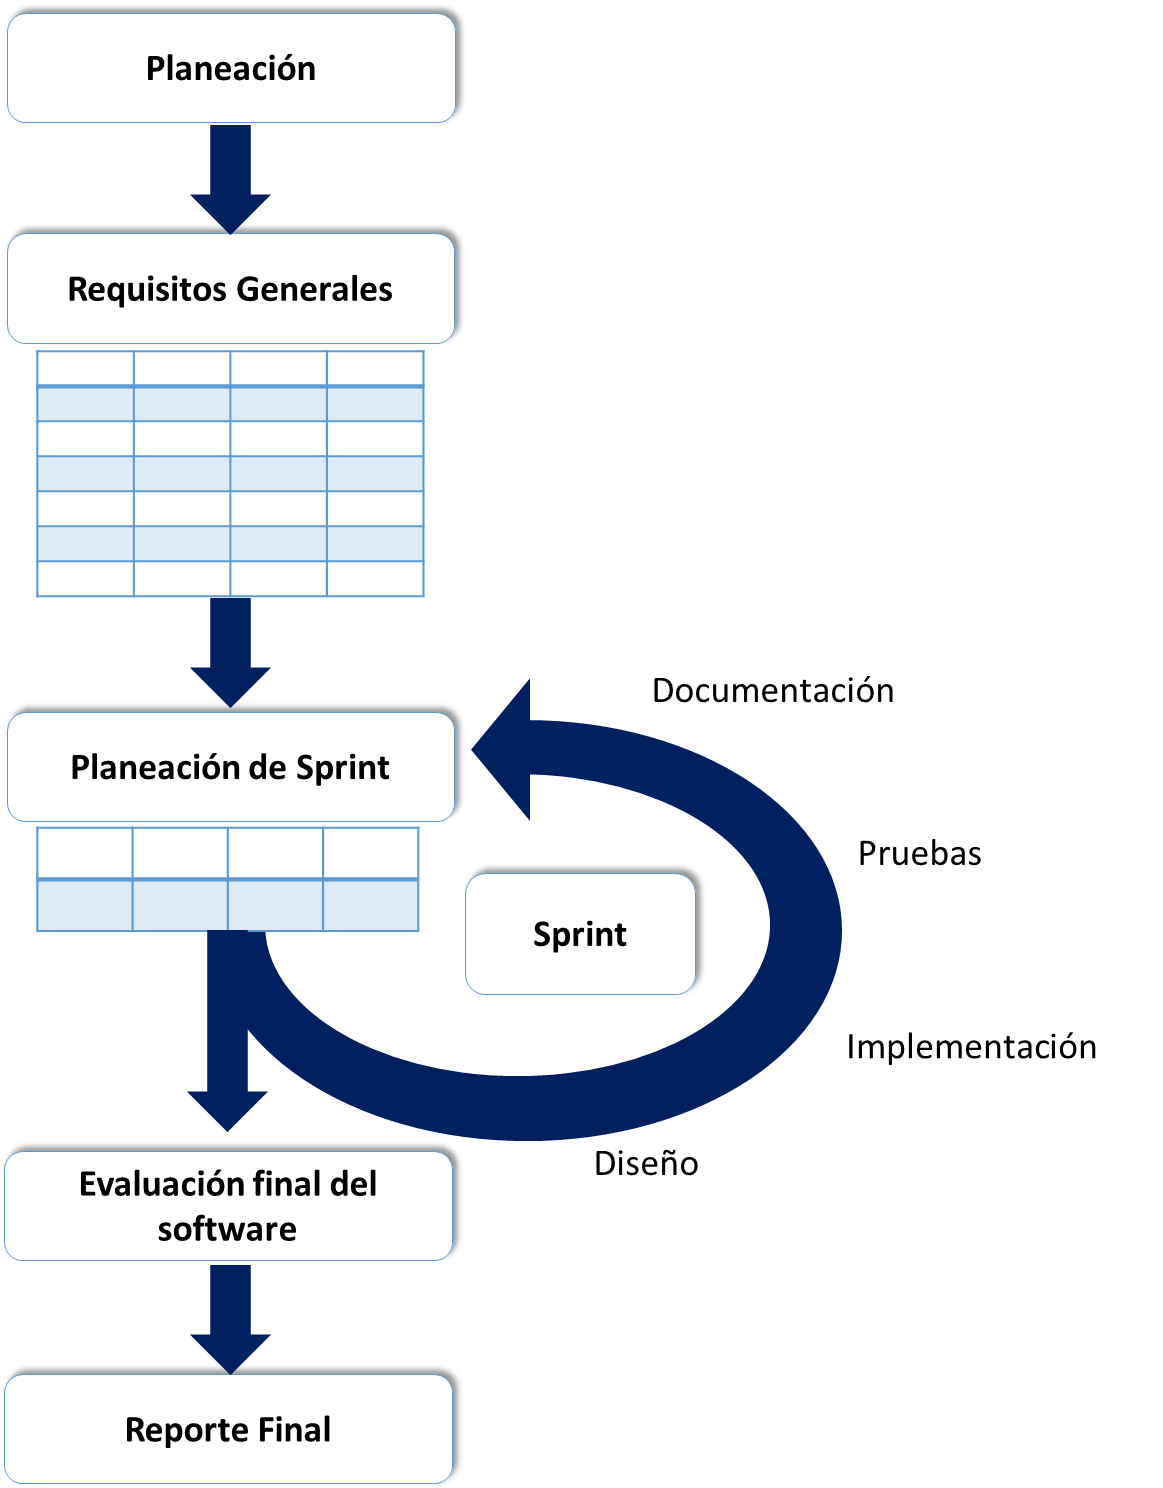 Planeación
Requisitos Generales
Planeación de Sprint
Documentación
Pruebas
Sprint
Implementación
Diseño
Evaluación final del
software
Reporte Final